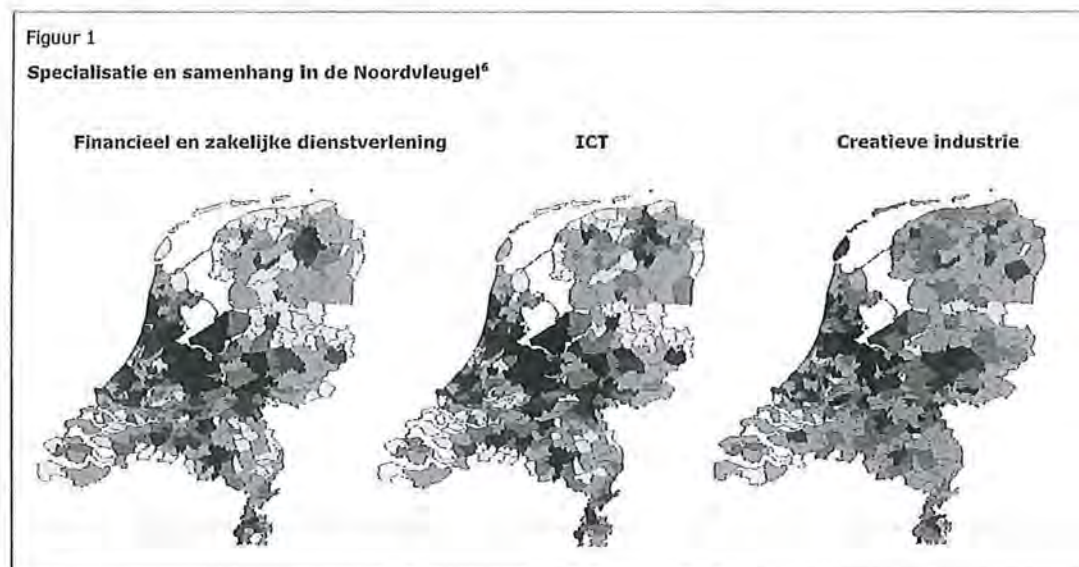 Figuur 1
Specialisatie en samenhang in de Noordvleugel⁶
Financieel en zakelijke dienstverlening ICT Creatieve industrie